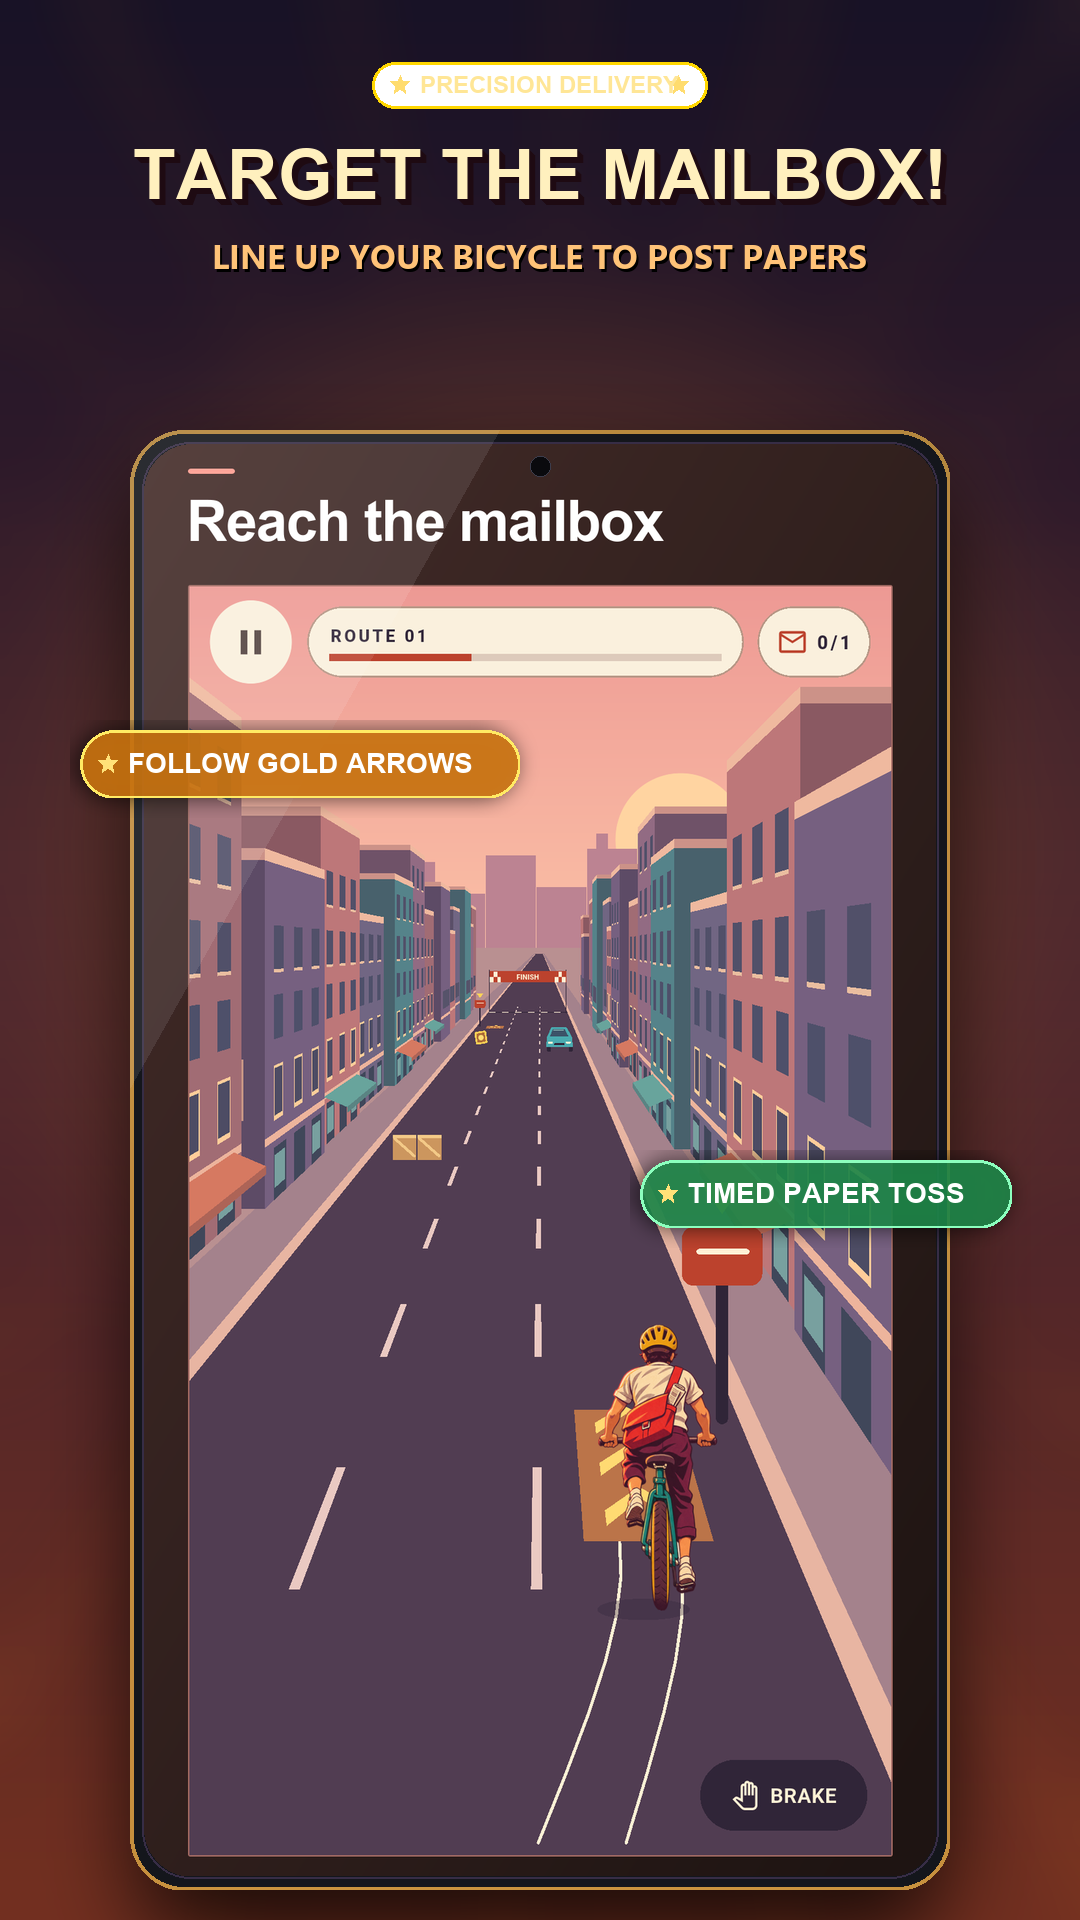 PRECISION DELIVERY
TARGET THE MAILBOX!
LINE UP YOUR BICYCLE TO POST PAPERS
Reach the mailbox
ROUTE 01
0/1
FOLLOW GOLD ARROWS
FINISH
TIMED PAPER TOSS
BRAKE